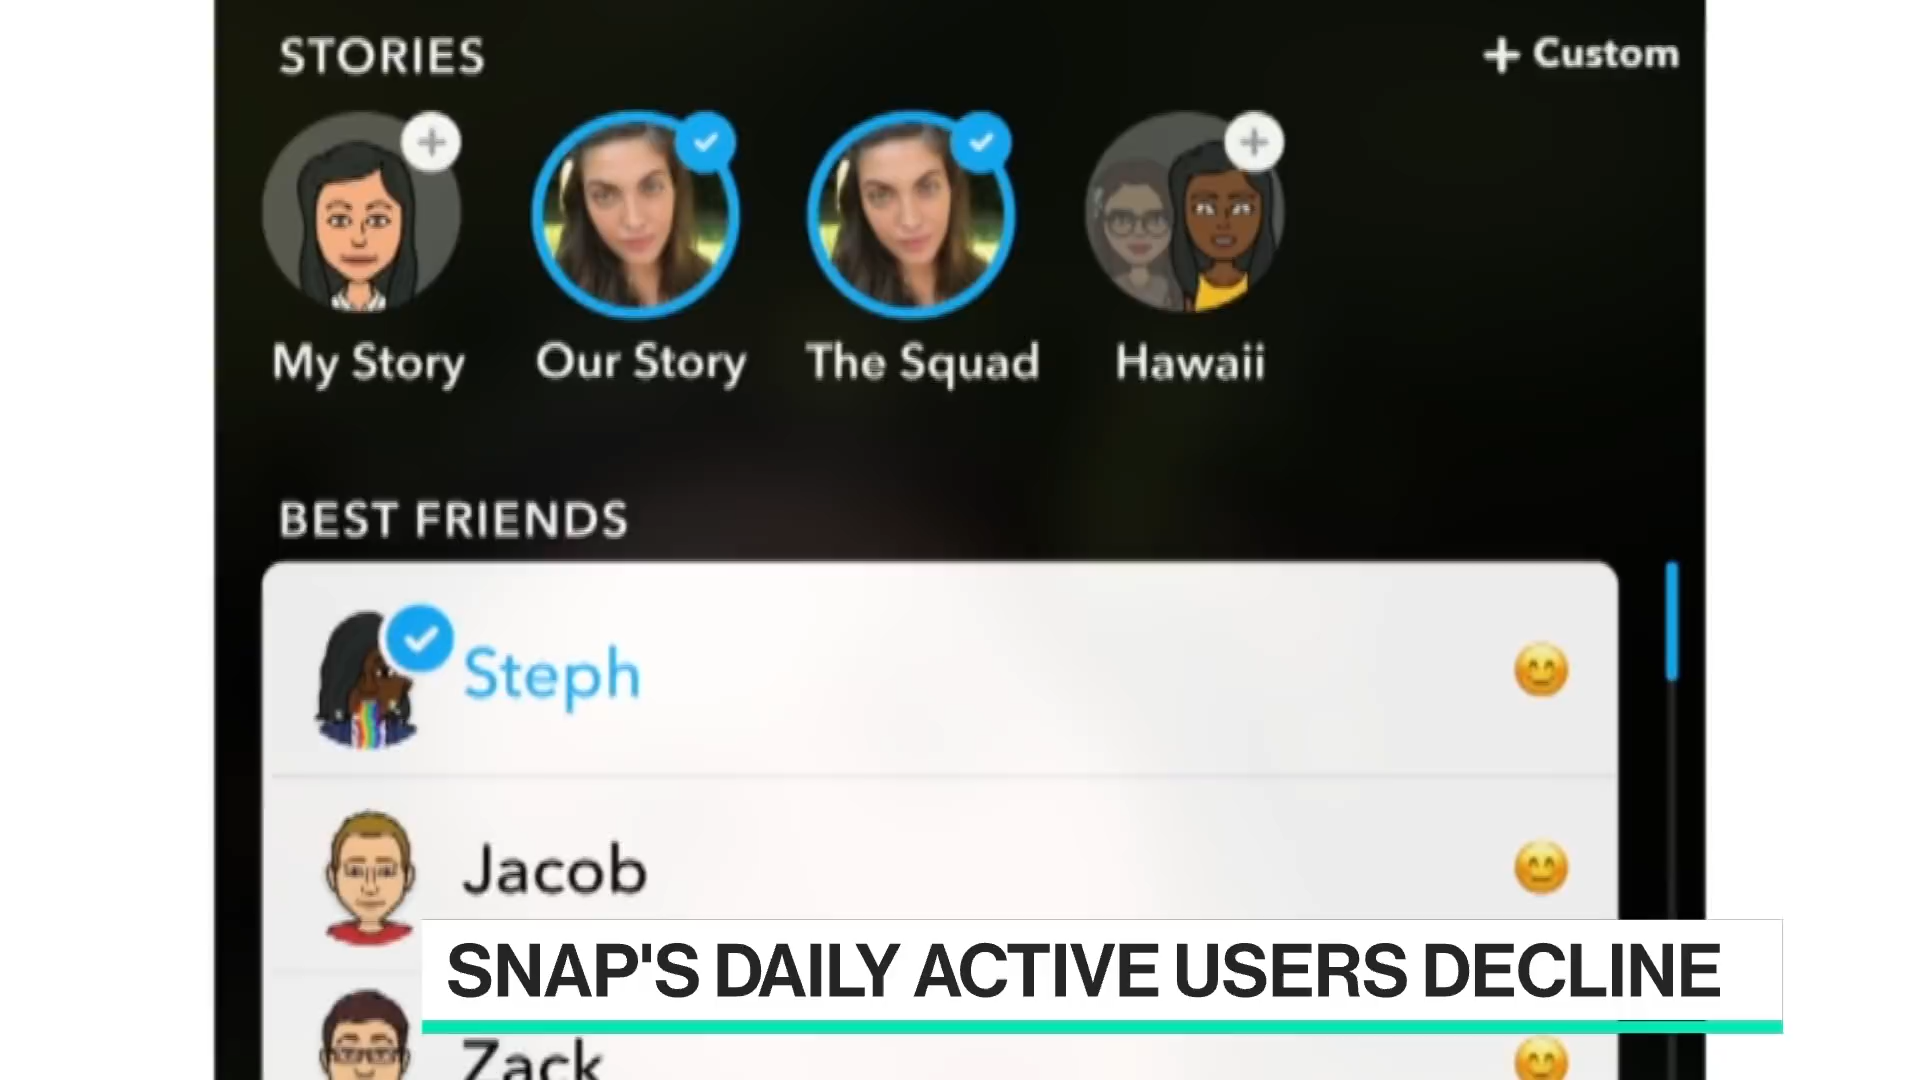 STORIES
+ Custom
My Story
Our Story
The Squad
Hawaii
BEST FRIENDS
Steph
Jacob
SNAP'S DAILY ACTIVE USERS DECLINE
Zack